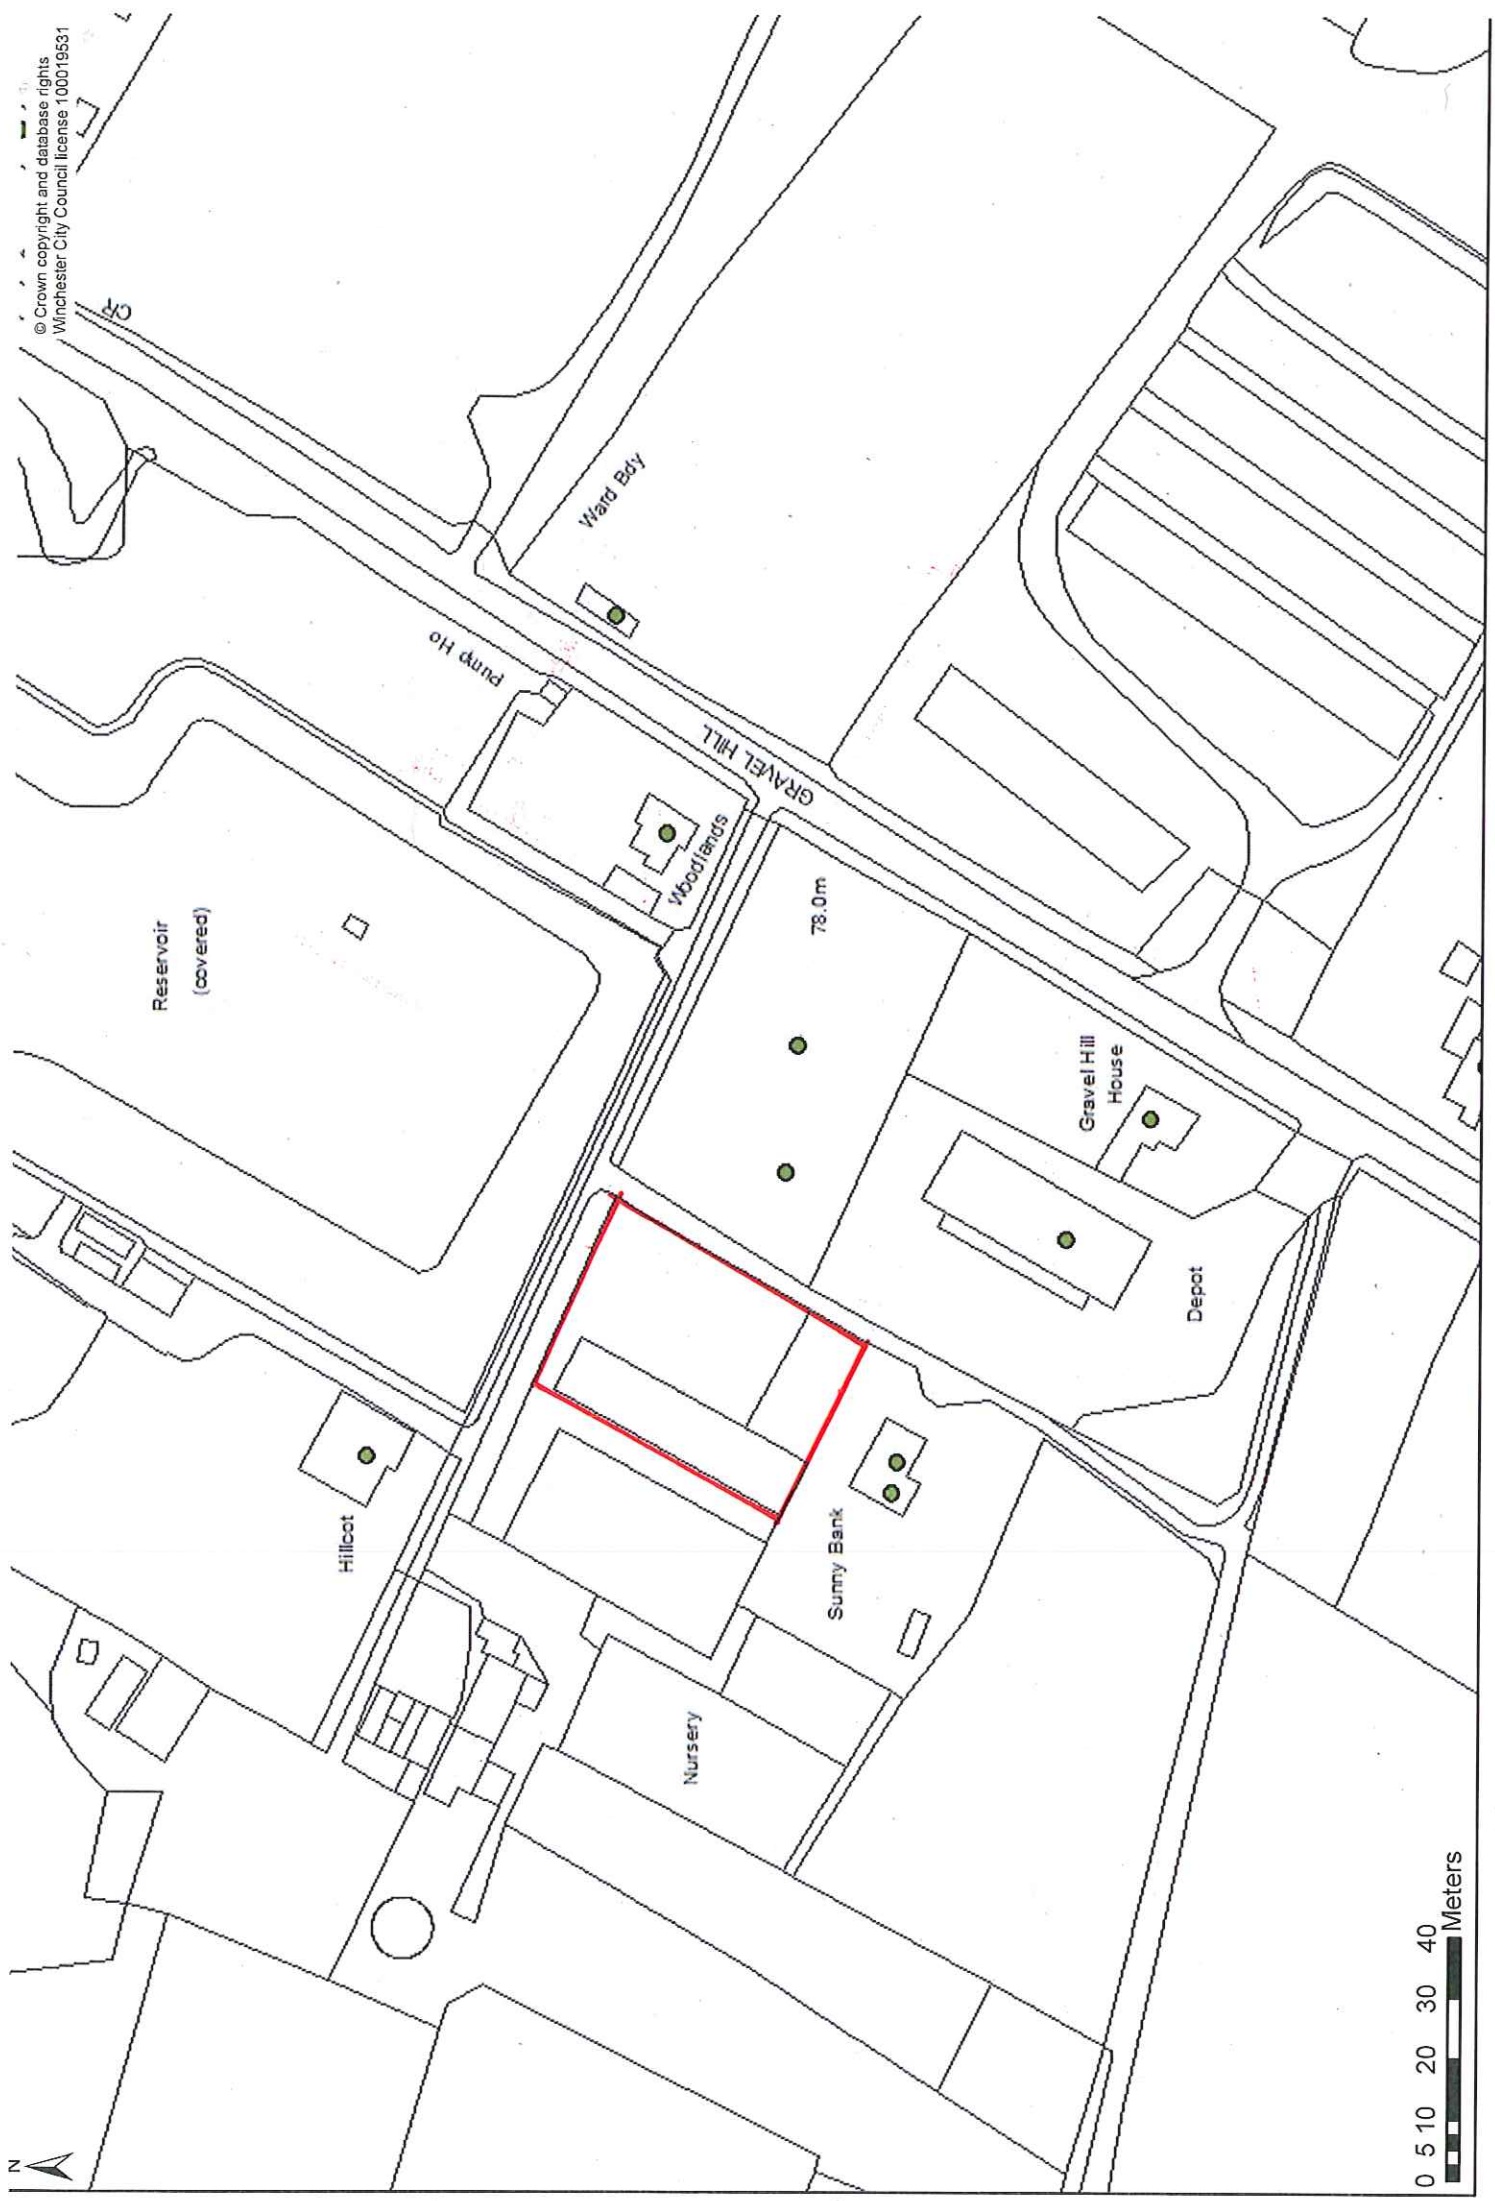 © Crown copyright and database rights
Winchester City Council license 100019531
N
CR
Reservoir
(covered)
Pump Ho
Ward Bdy
Hillcot
Woodlands
GRAVEL HILL
78.0m
Nursery
Sunny Bank
Gravel Hill
House
Depot
0 5 10 20 30 40
Meters